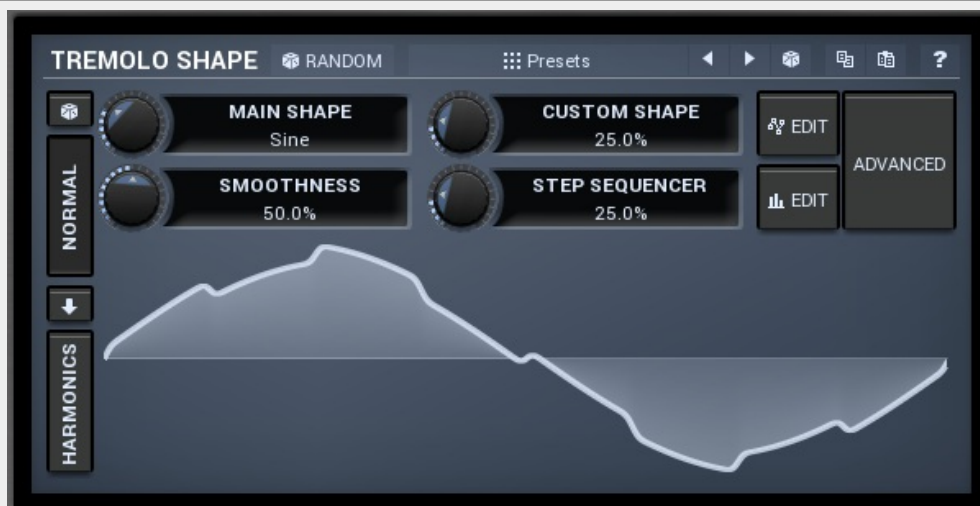 TREMOLO SHAPE RANDOM Presets ?
MAIN SHAPE
Sine
CUSTOM SHAPE
25.0%
EDIT
ADVANCED
NORMAL
SMOOTHNESS
50.0%
STEP SEQUENCER
25.0%
EDIT
HARMONICS